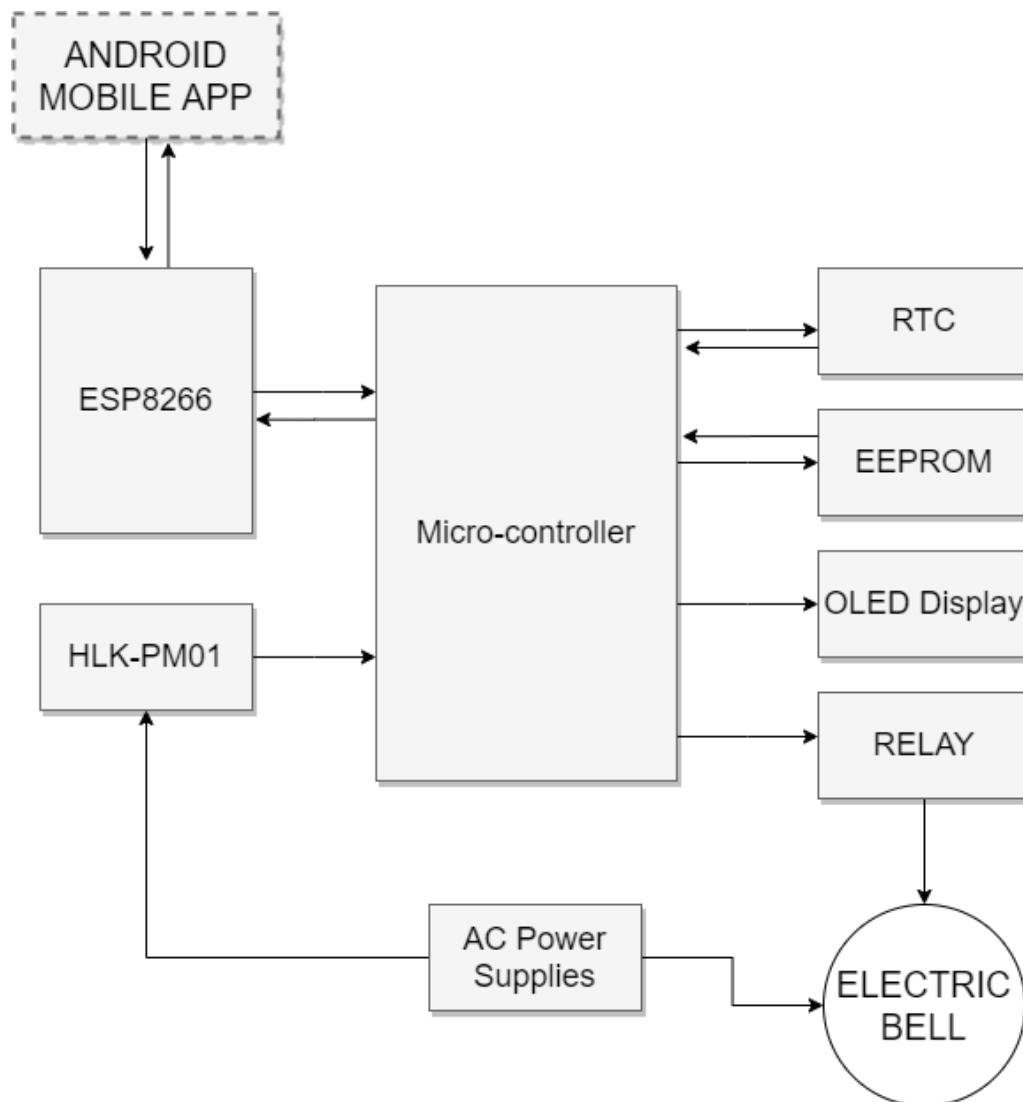 ANDROID
MOBILE APP
ESP8266
RTC
EEPROM
Micro-controller
OLED Display
HLK-PM01
RELAY
AC Power
Supplies
ELECTRIC
BELL